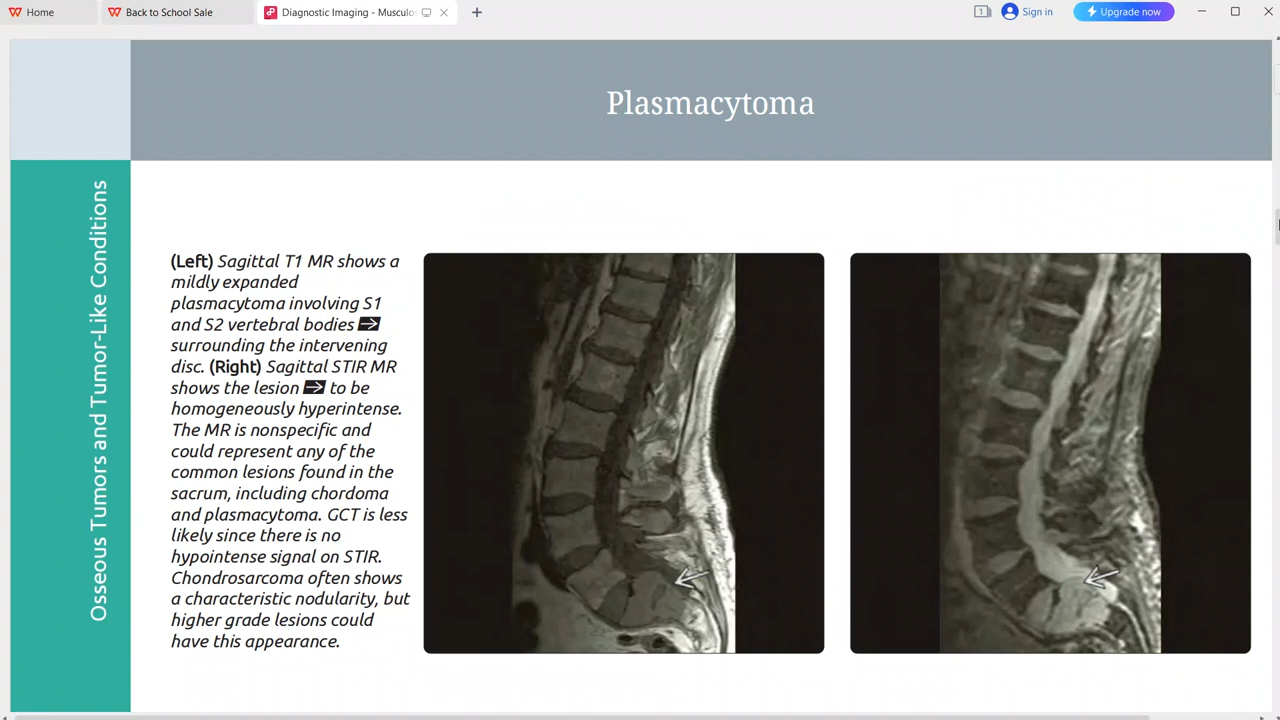 Home
Back to School Sale
Diagnostic Imaging - Musculos
1
Sign in
Upgrade now
Plasmacytoma
Osseous Tumors and Tumor-Like Conditions
(Left) Sagittal T1 MR shows a
mildly expanded
plasmacytoma involving S1
and S2 vertebral bodies
surrounding the intervening
disc. (Right) Sagittal STIR MR
shows the lesion to be
homogeneously hyperintense.
The MR is nonspecific and
could represent any of the
common lesions found in the
sacrum, including chordoma
and plasmacytoma. GCT is less
likely since there is no
hypointense signal on STIR.
Chondrosarcoma often shows
a characteristic nodularity, but
higher grade lesions could
have this appearance.